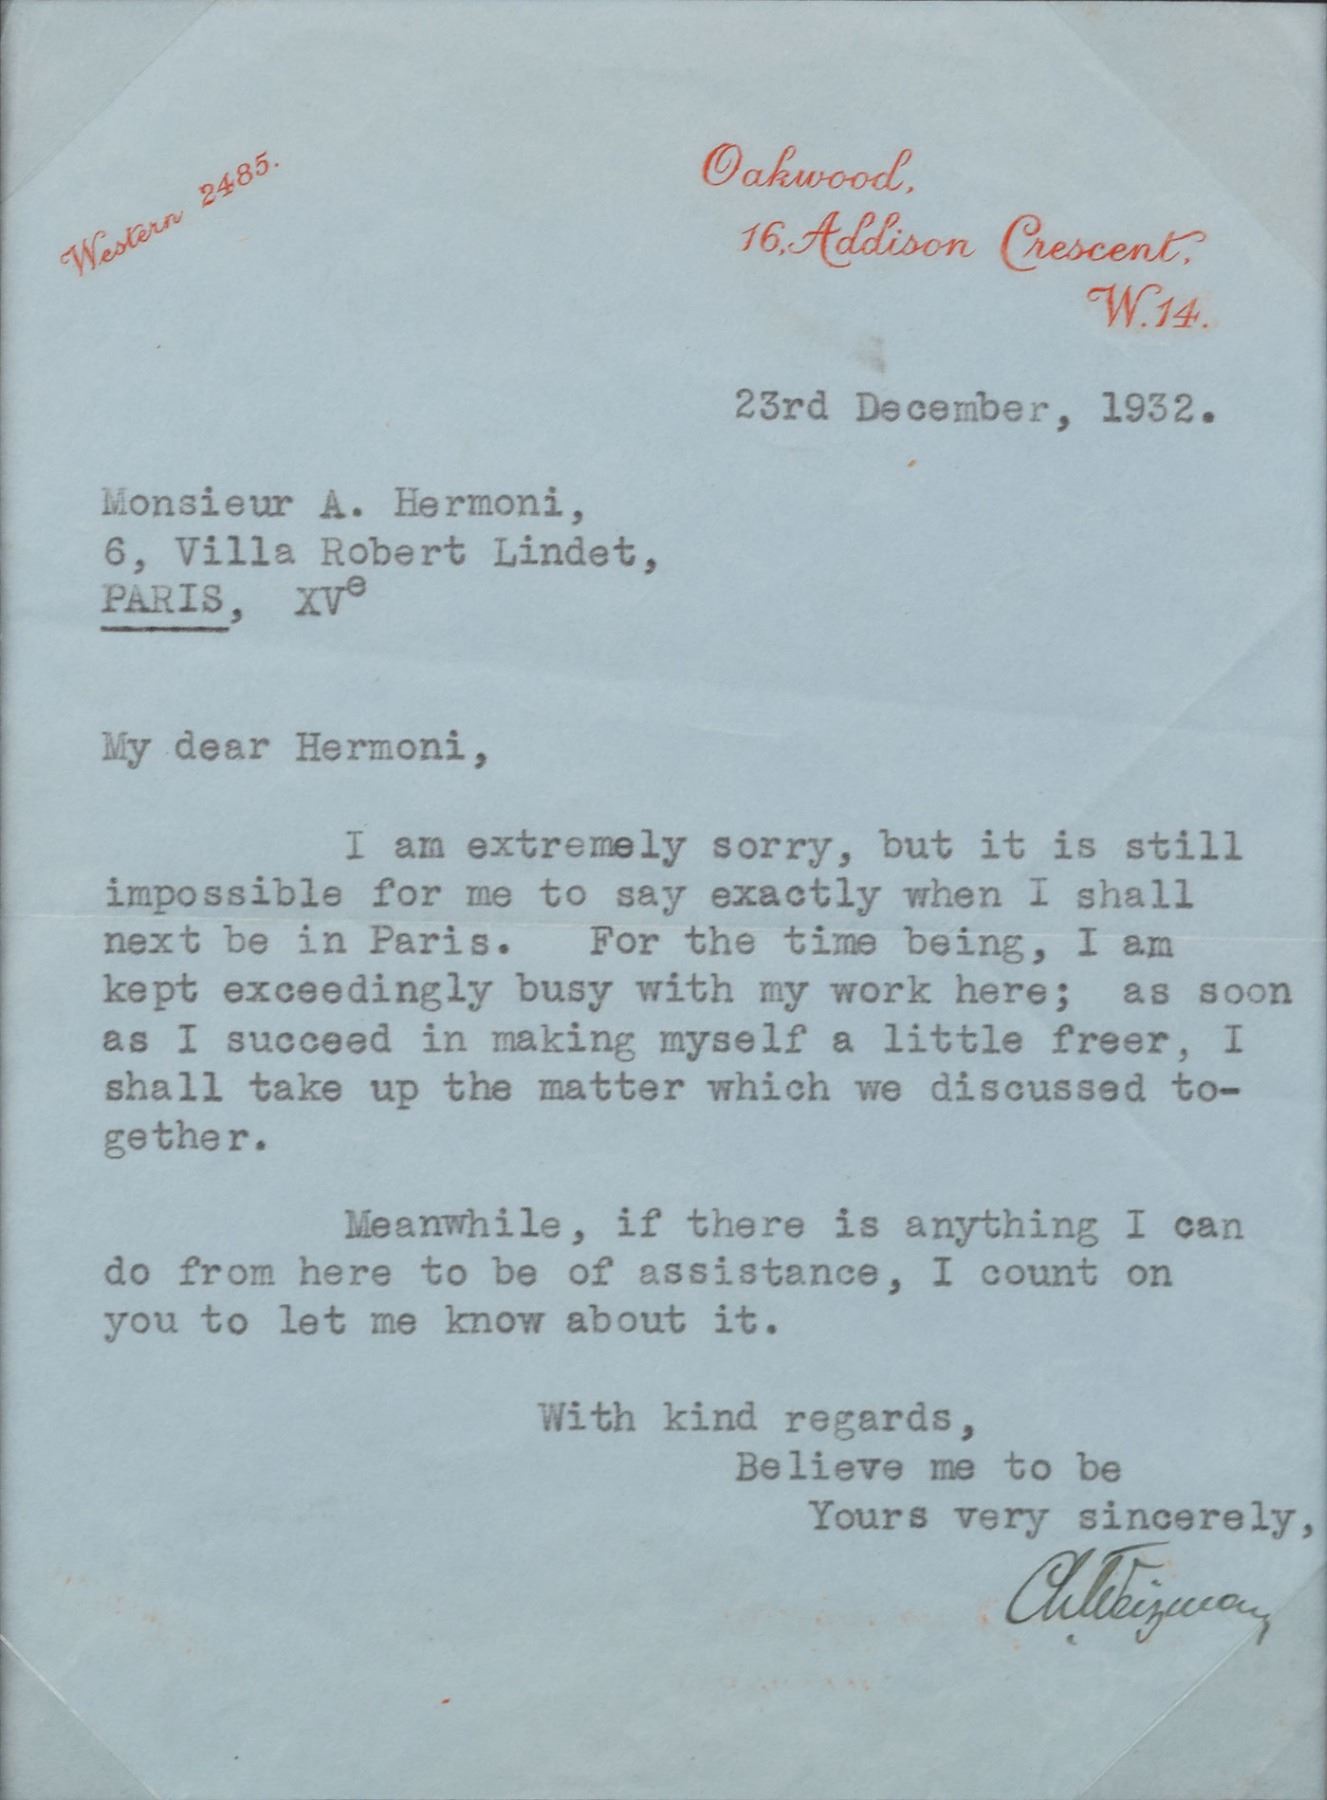 Western 2485.
Oakwood,
16, Addison Crescent,
W.14.
23rd December, 1932.
Monsieur A. Hermoni,
6, Villa Robert Lindet,
PARIS, XVe
My dear Hermoni,
I am extremely sorry, but it is still
impossible for me to say exactly when I shall
next be in Paris. For the time being, I am
kept exceedingly busy with my work here; as soon
as I succeed in making myself a little freer, I
shall take up the matter which we discussed to-
gether.
Meanwhile, if there is anything I can
do from here to be of assistance, I count on
you to let me know about it.
With kind regards,
Believe me to be
Yours very sincerely,
Ch. Weizmann